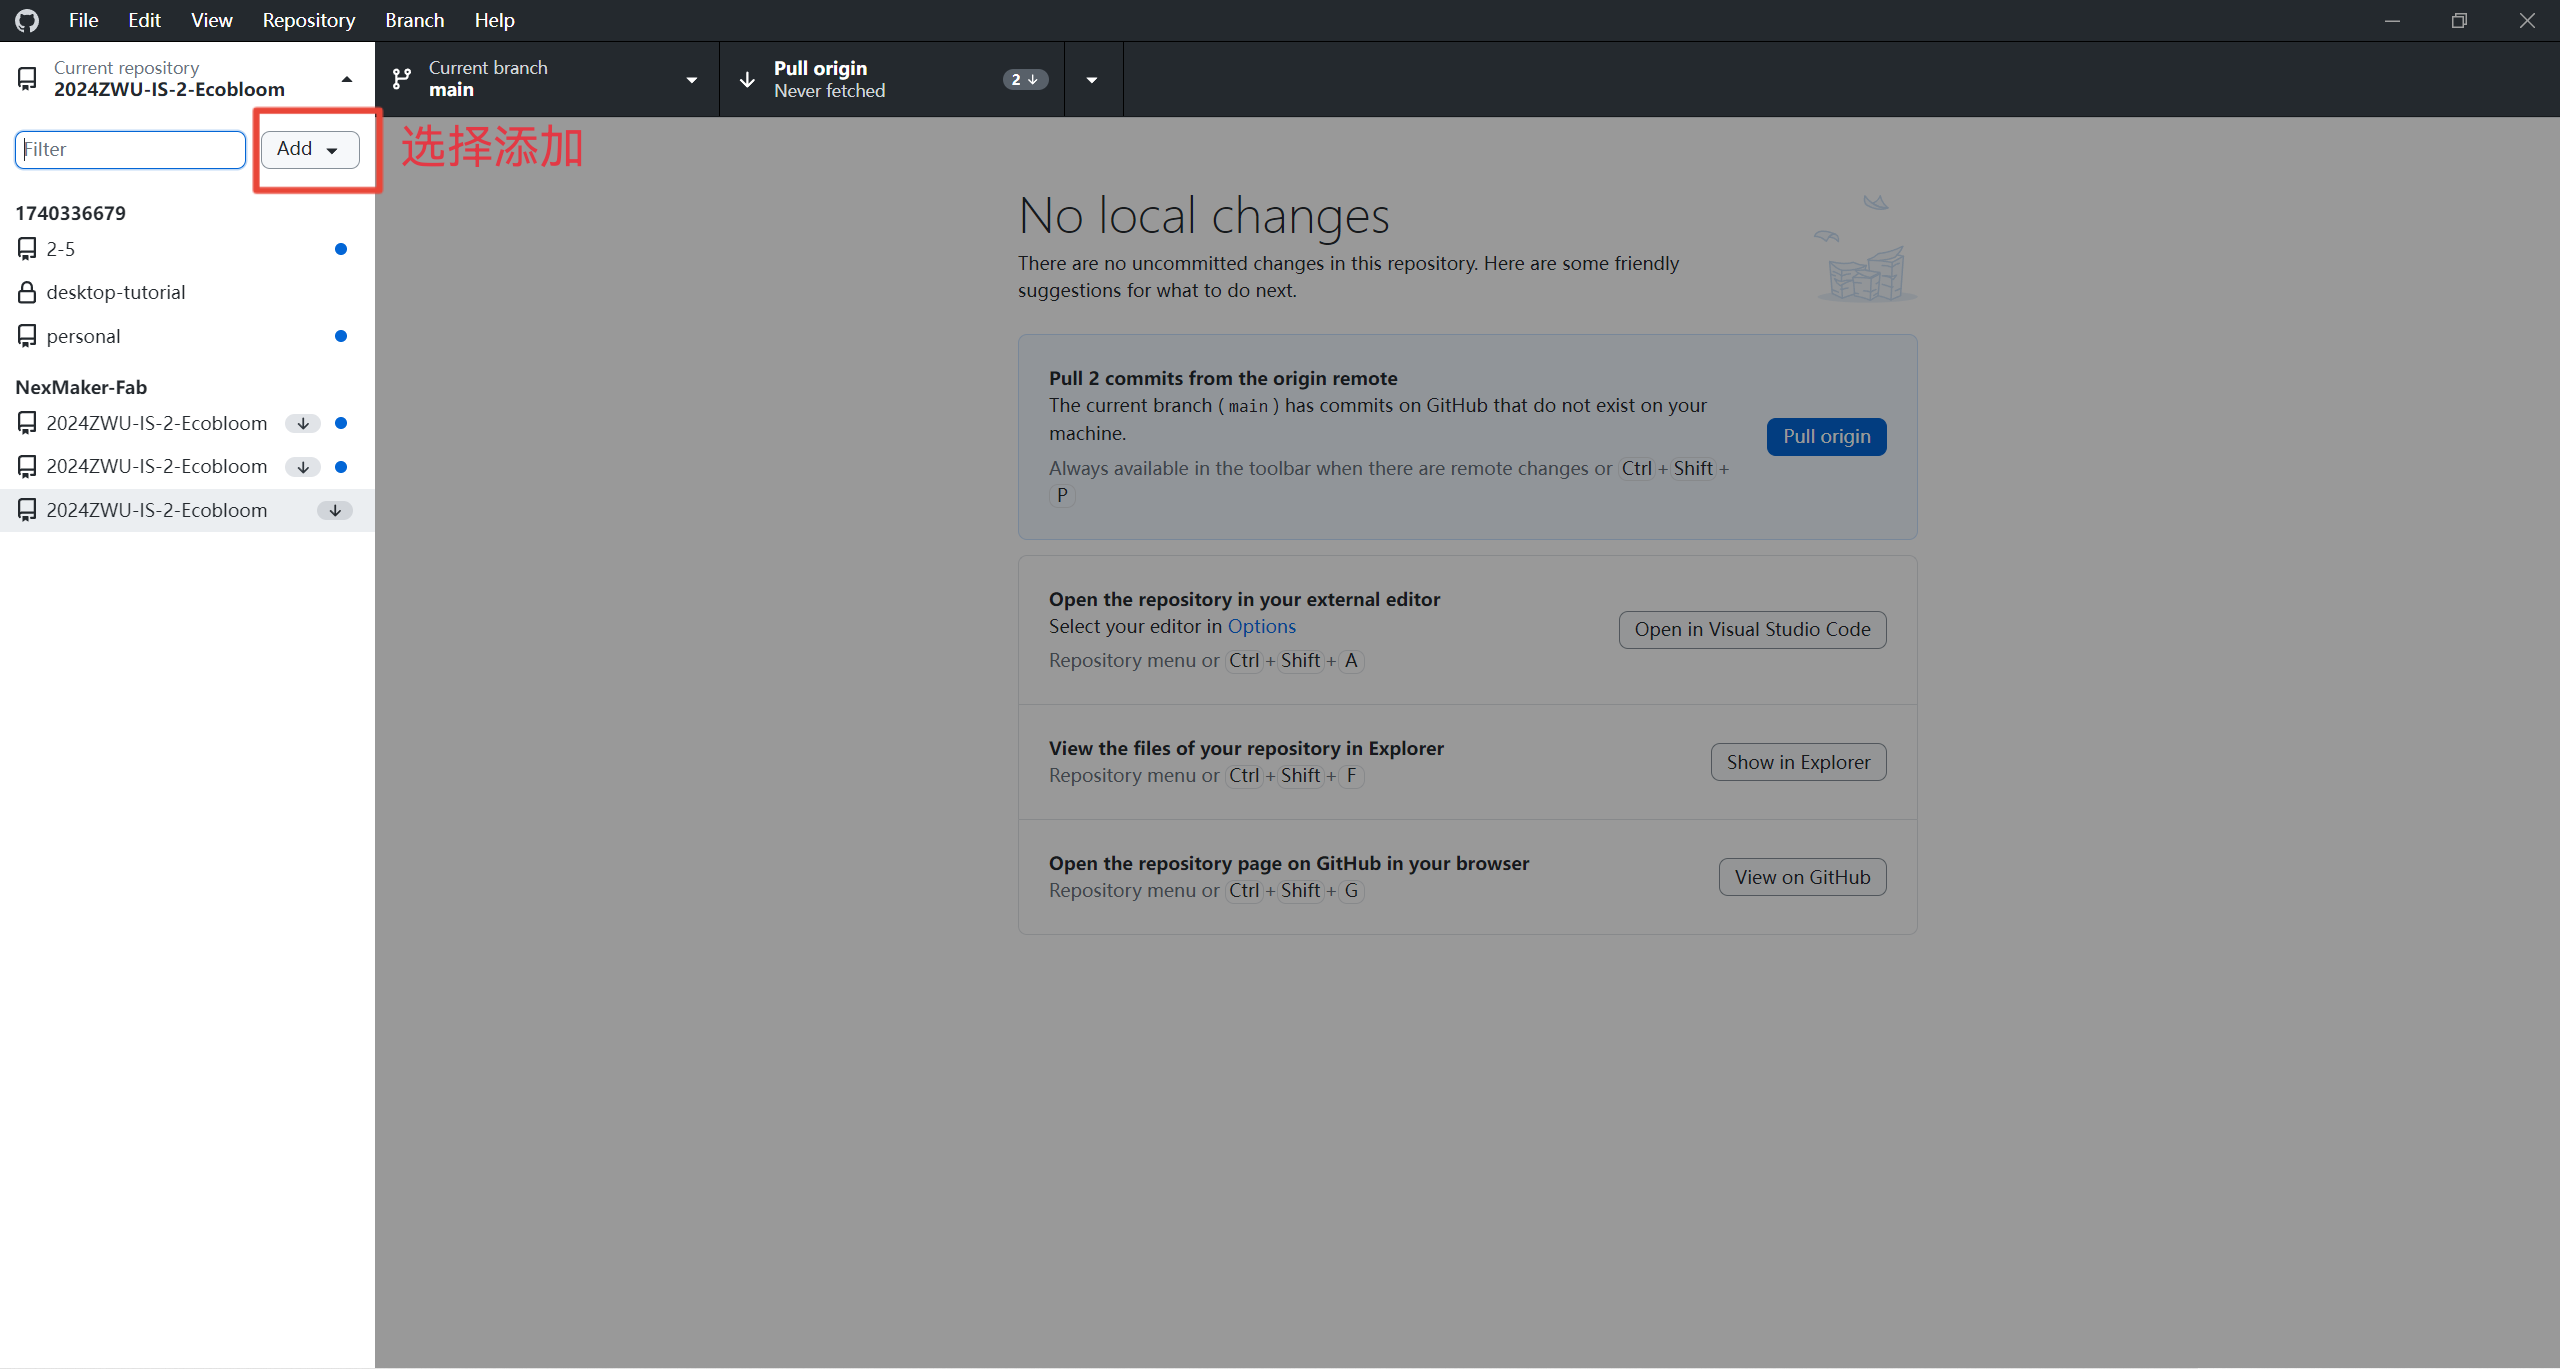 File Edit View Repository Branch Help
Current repository
2024ZWU-IS-2-Ecobloom
Current branch
main
Pull origin
Never fetched
2
Filter
Add
选择添加
1740336679
2-5
desktop-tutorial
personal
NexMaker-Fab
2024ZWU-IS-2-Ecobloom
2024ZWU-IS-2-Ecobloom
2024ZWU-IS-2-Ecobloom
No local changes
There are no uncommitted changes in this repository. Here are some friendly
suggestions for what to do next.
Pull 2 commits from the origin remote
The current branch (main) has commits on GitHub that do not exist on your
machine.
Always available in the toolbar when there are remote changes or Ctrl + Shift +
P
Pull origin
Open the repository in your external editor
Select your editor in Options
Repository menu or Ctrl + Shift + A
Open in Visual Studio Code
View the files of your repository in Explorer
Repository menu or Ctrl + Shift + F
Show in Explorer
Open the repository page on GitHub in your browser
Repository menu or Ctrl + Shift + G
View on GitHub